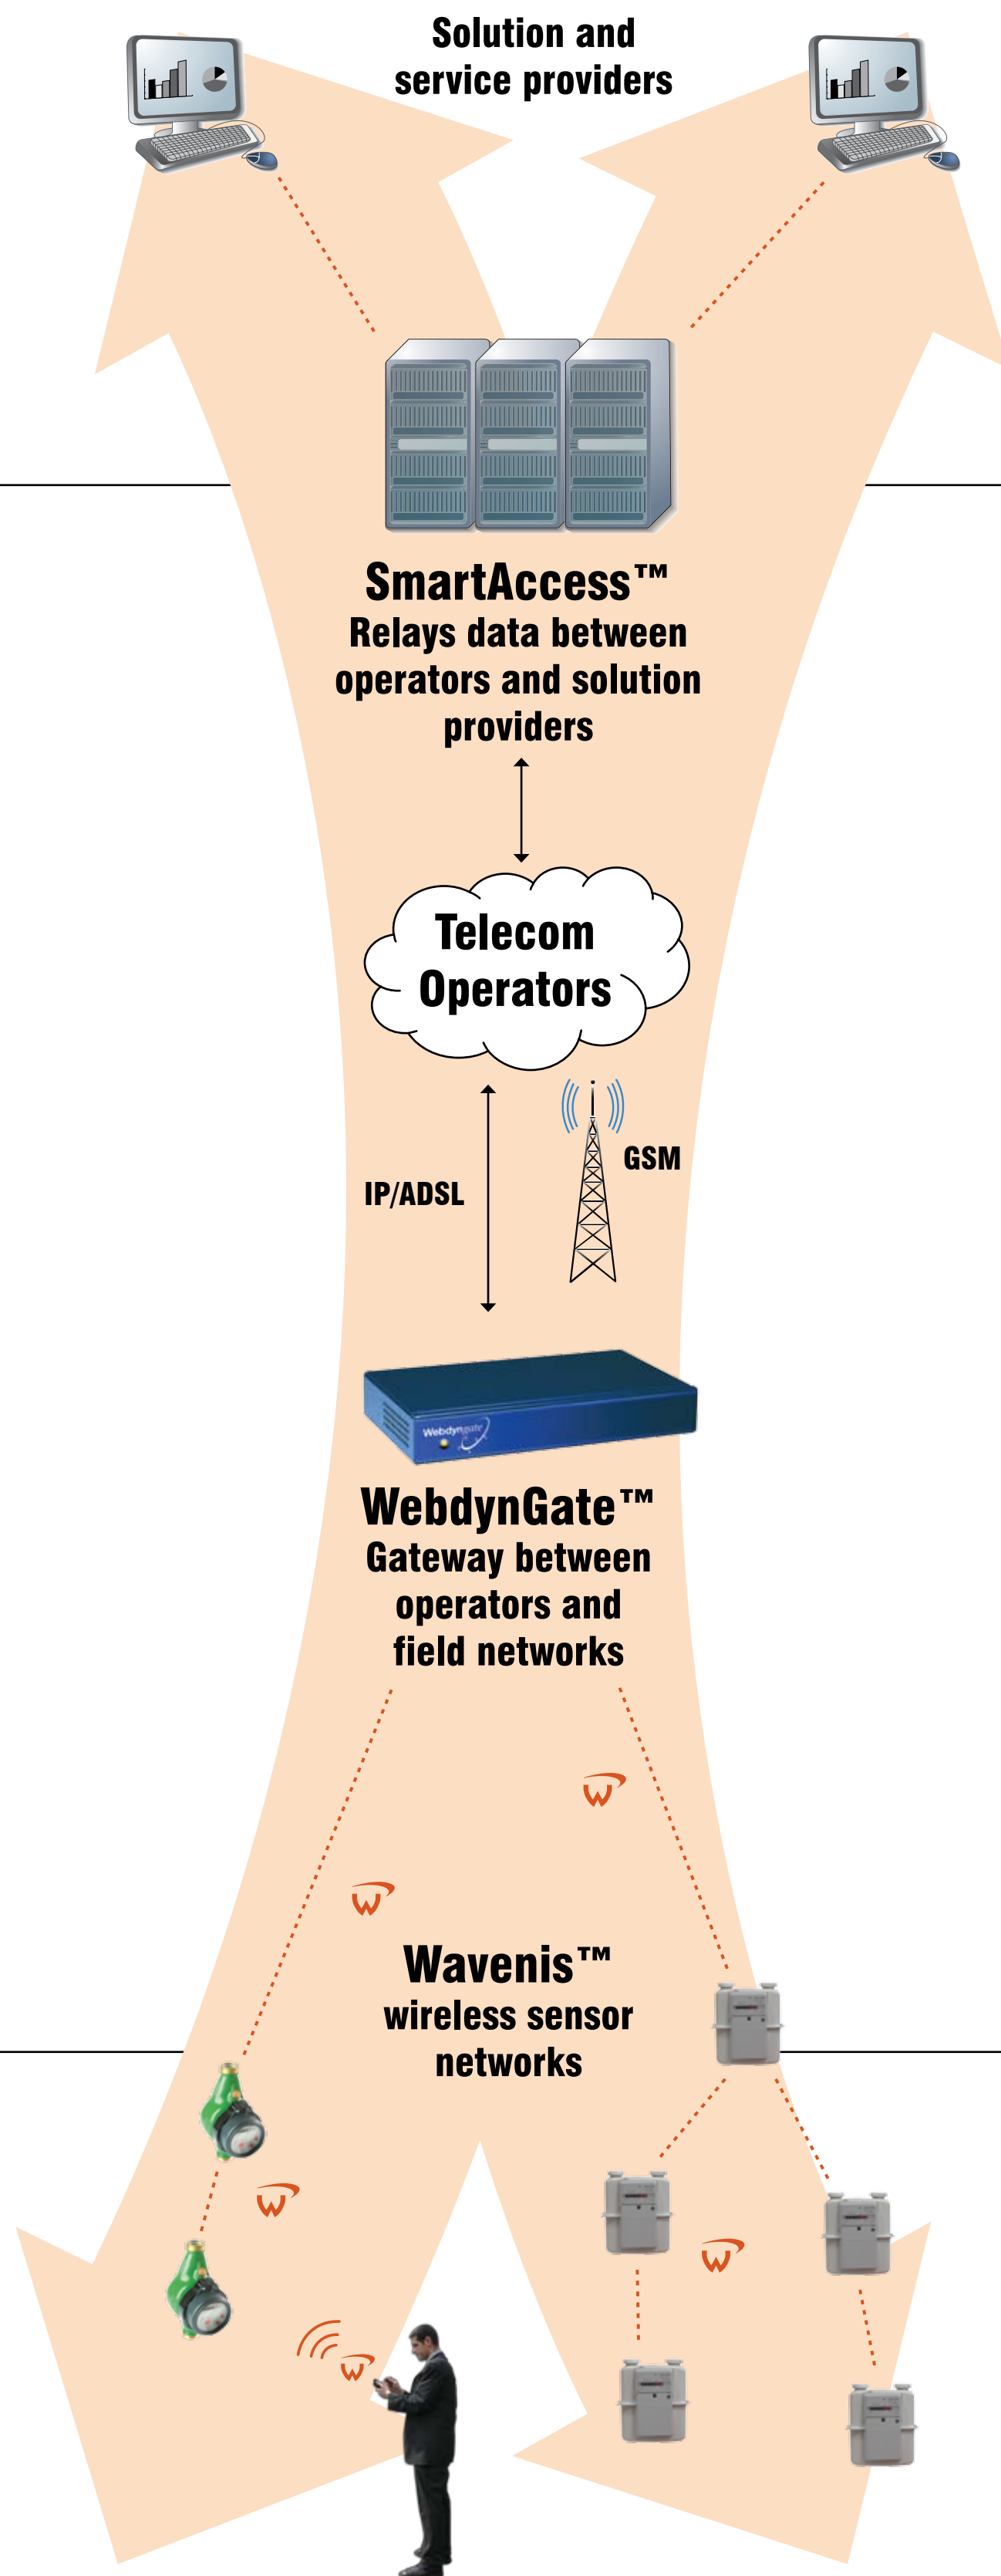 Solution and
service providers
SmartAccess™
Relays data between
operators and solution
providers
Telecom
Operators
GSM
IP/ADSL
Webdyngate
WebdynGate™
Gateway between
operators and
field networks
Wavenis™
wireless sensor
networks